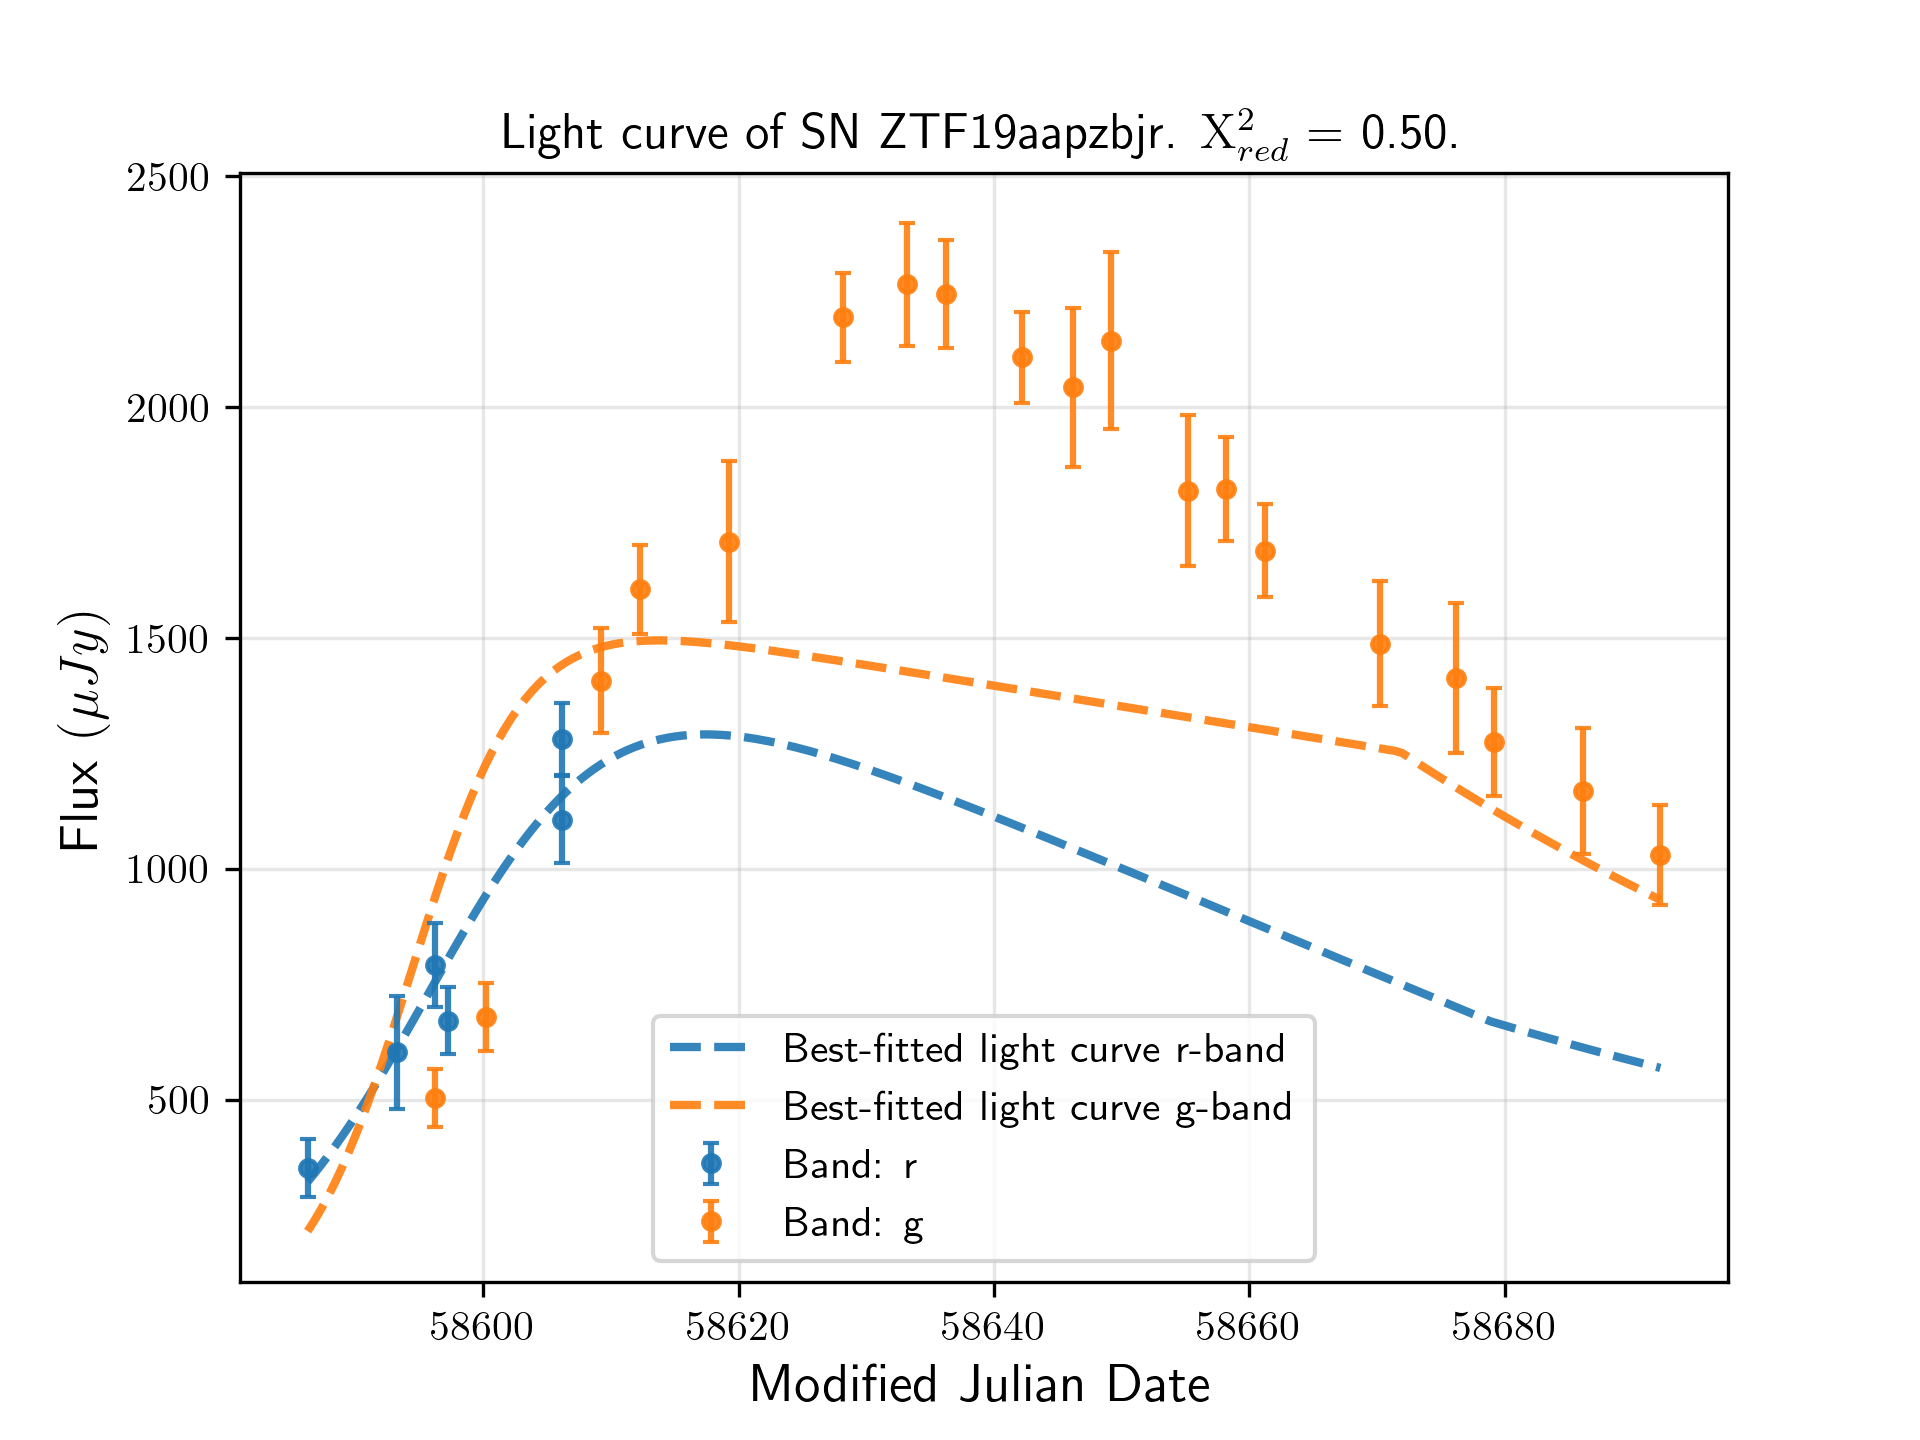 Light curve of SN ZTF19aapzbjr. X²_red = 0.50.
2500
2000
1500
1000
500
Flux (μJy)
Best-fitted light curve r-band
Best-fitted light curve g-band
Band: r
Band: g
58600 58620 58640 58660 58680
Modified Julian Date